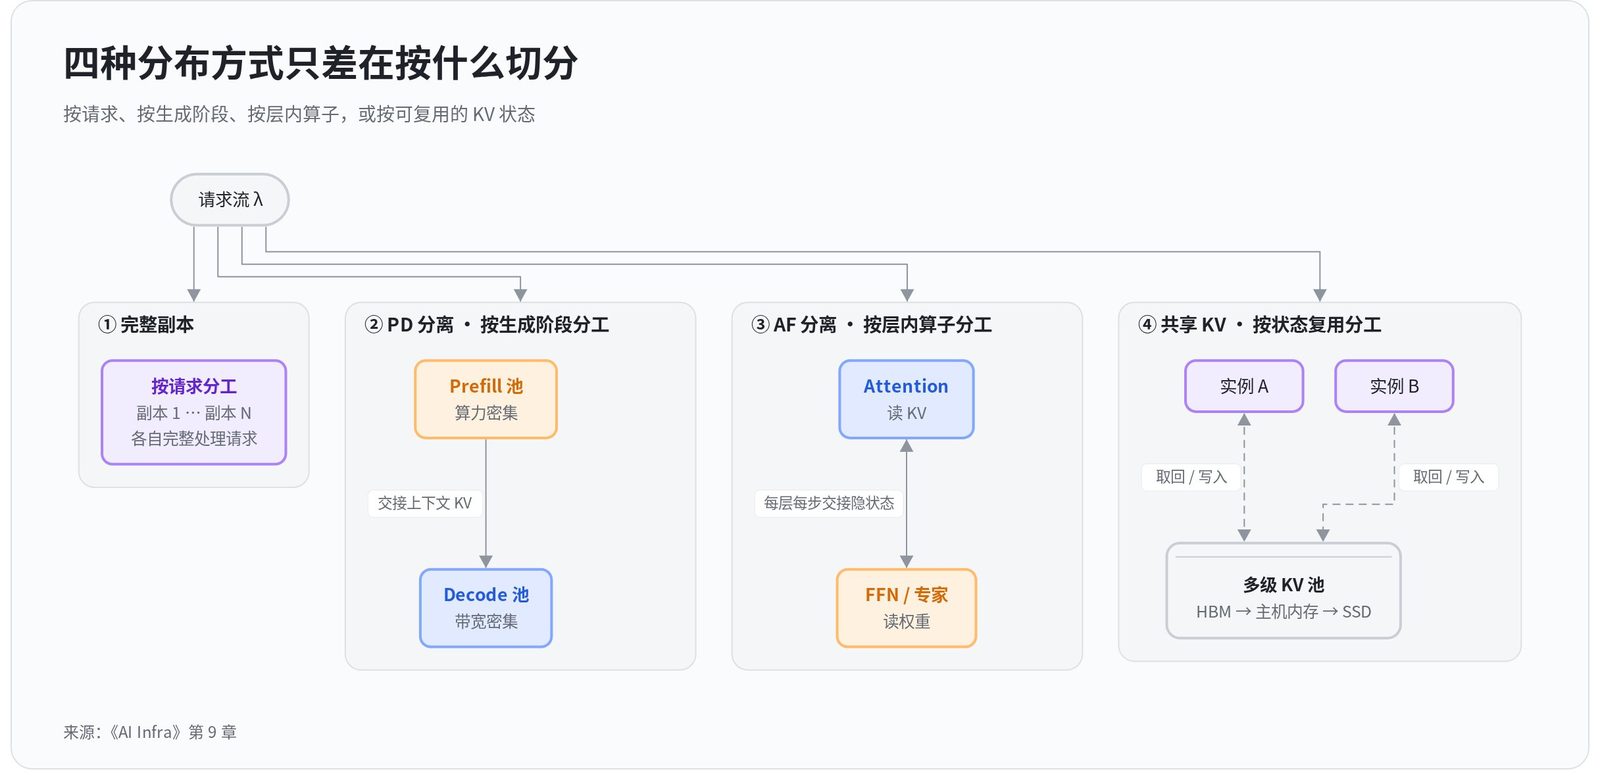 四种分布方式只差在按什么切分
按请求、按生成阶段、按层内算子，或按可复用的 KV 状态
请求流 λ
① 完整副本
按请求分工
副本 1 ··· 副本 N
各自完整处理请求
② PD 分离 · 按生成阶段分工
Prefill 池
算力密集
交接上下文 KV
Decode 池
带宽密集
③ AF 分离 · 按层内算子分工
Attention
读 KV
每层每步交接隐状态
FFN / 专家
读权重
④ 共享 KV · 按状态复用分工
实例 A
实例 B
取回 / 写入
取回 / 写入
多级 KV 池
HBM → 主机内存 → SSD
来源：《AI Infra》第 9 章